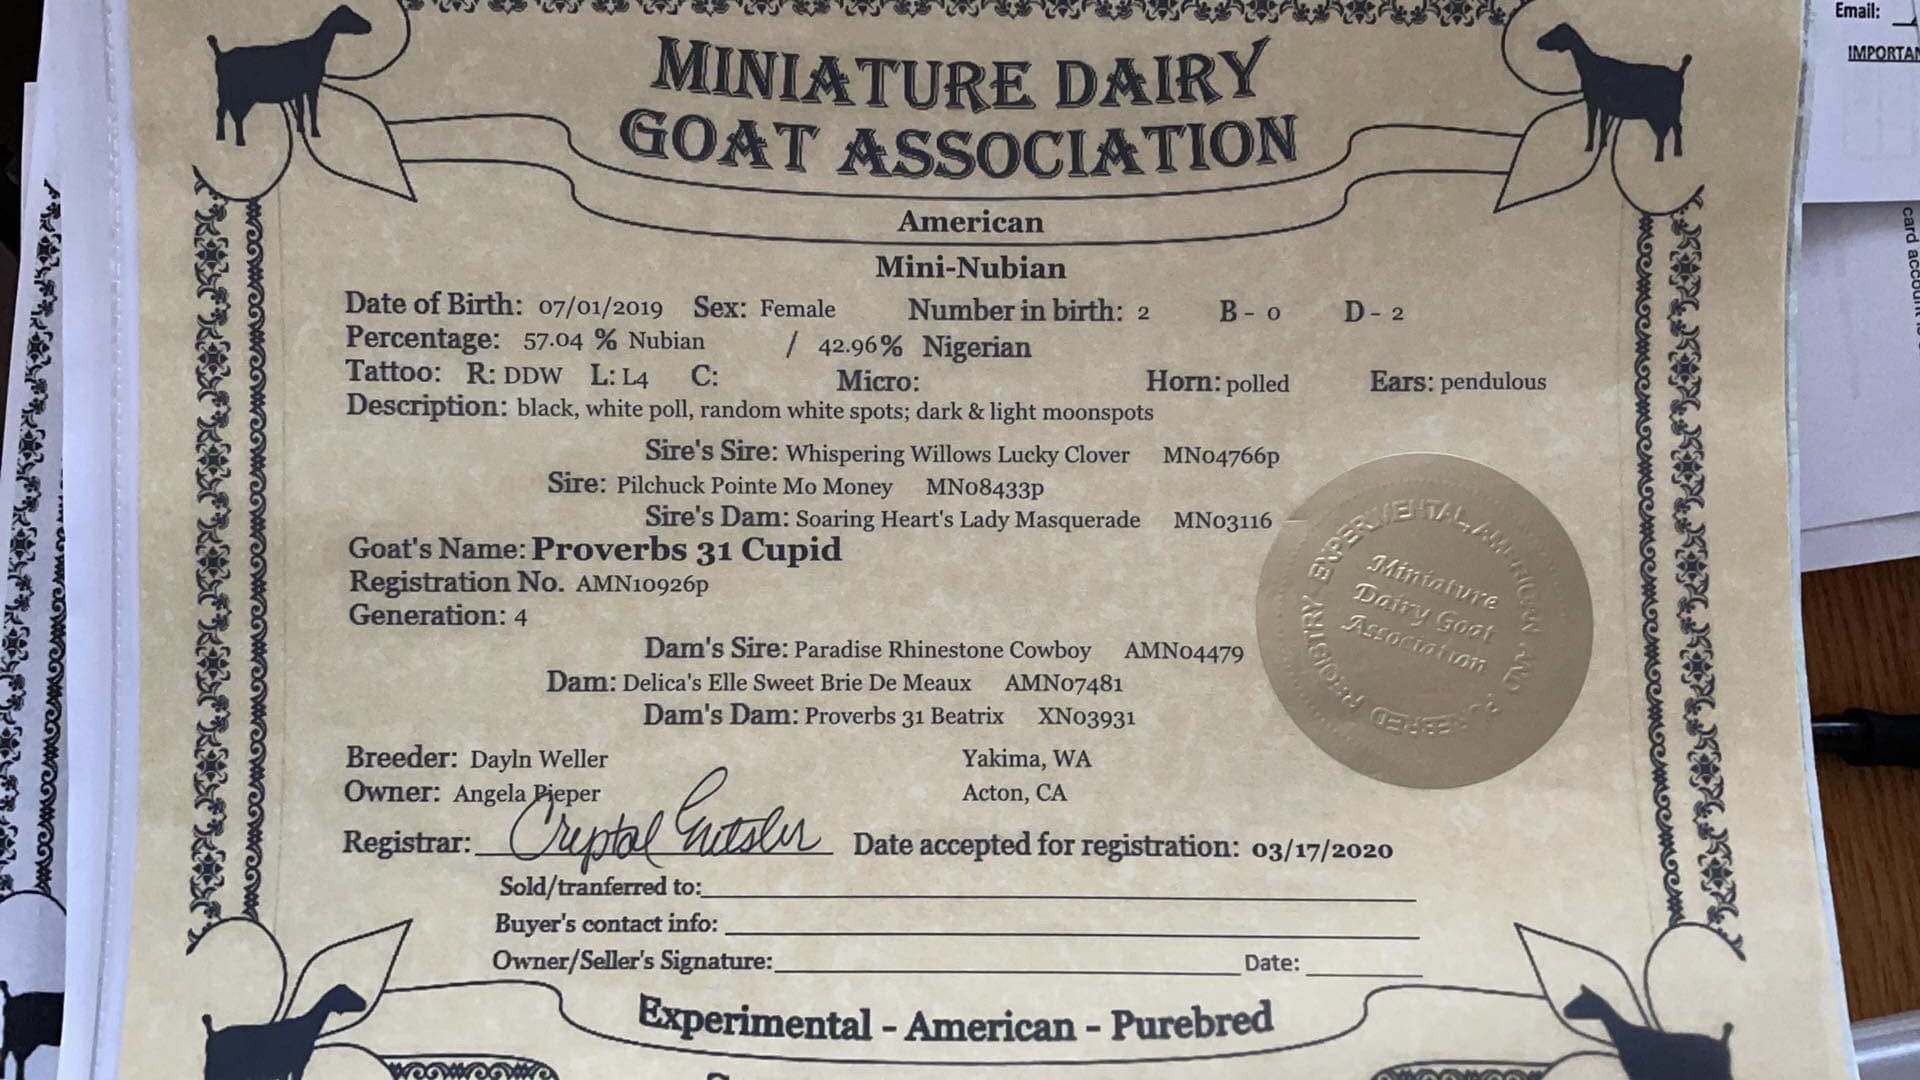 Email:
IMPORTAN
MINIATURE DAIRY
GOAT ASSOCIATION
American
Mini-Nubian
Date of Birth: 07/01/2019 Sex: Female Number in birth: 2 B - 0 D - 2
Percentage: 57.04 % Nubian / 42.96% Nigerian
Tattoo: R: DDW L: L4 C: Micro: Horn: polled Ears: pendulous
Description: black, white poll, random white spots; dark & light moonspots
Sire's Sire: Whispering Willows Lucky Clover MN04766p
Sire: Pilchuck Pointe Mo Money MN08433p
Sire's Dam: Soaring Heart's Lady Masquerade MN03116
Goat's Name: Proverbs 31 Cupid
Registration No. AMN10926p
Generation: 4
Dam's Sire: Paradise Rhinestone Cowboy AMN04479
Dam: Delica's Elle Sweet Brie De Meaux AMN07481
Dam's Dam: Proverbs 31 Beatrix XN03931
Miniature
Dairy Goat
Association
Breeder: Dayln Weller Yakima, WA
Owner: Angela Pieper Acton, CA
Registrar: Date accepted for registration: 03/17/2020
Sold/tranferred to:
Buyer's contact info:
Owner/Seller's Signature: Date:
Experimental - American - Purebred
card account